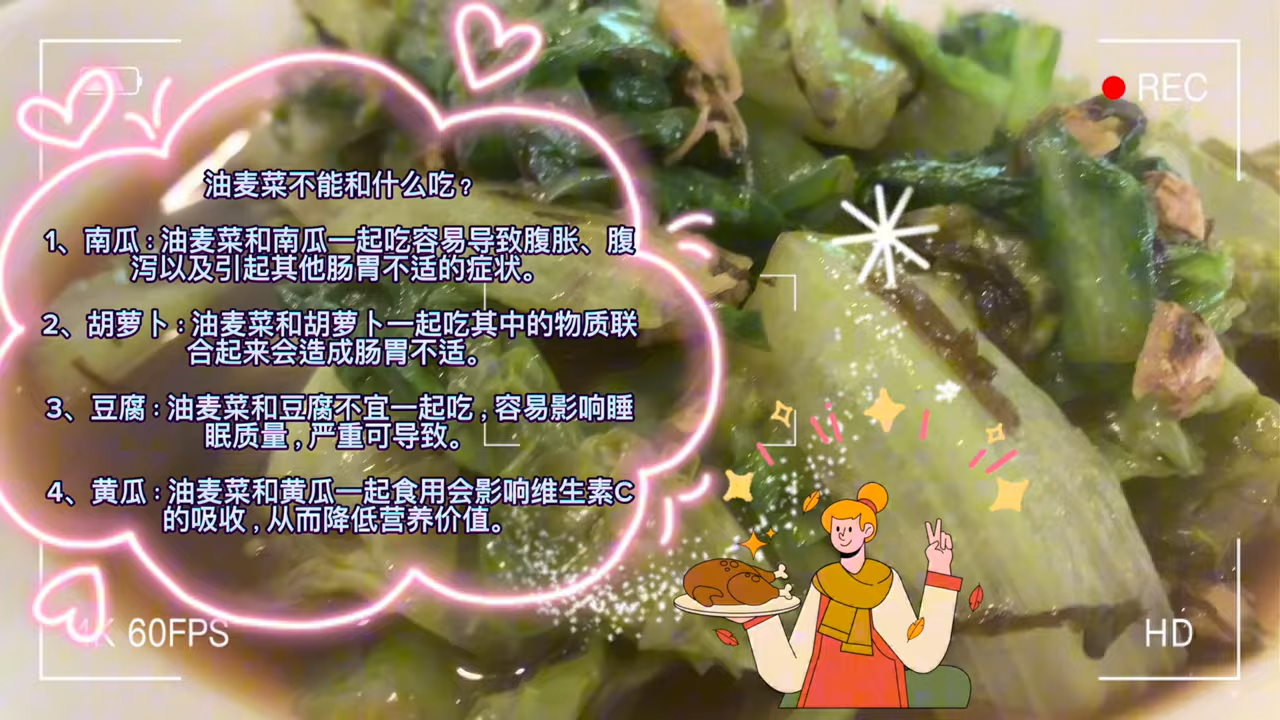 REC
油麦菜不能和什么吃?
1、南瓜:油麦菜和南瓜一起吃容易导致腹胀、腹
泻以及引起其他肠胃不适的症状。
2、胡萝卜:油麦菜和胡萝卜一起吃其中的物质联
合起来会造成肠胃不适。
3、豆腐:油麦菜和豆腐不宜一起吃,容易影响睡
眠质量,严重可导致。
4、黄瓜:油麦菜和黄瓜一起食用会影响维生素C
的吸收,从而降低营养价值。
4K 60FPS
HD